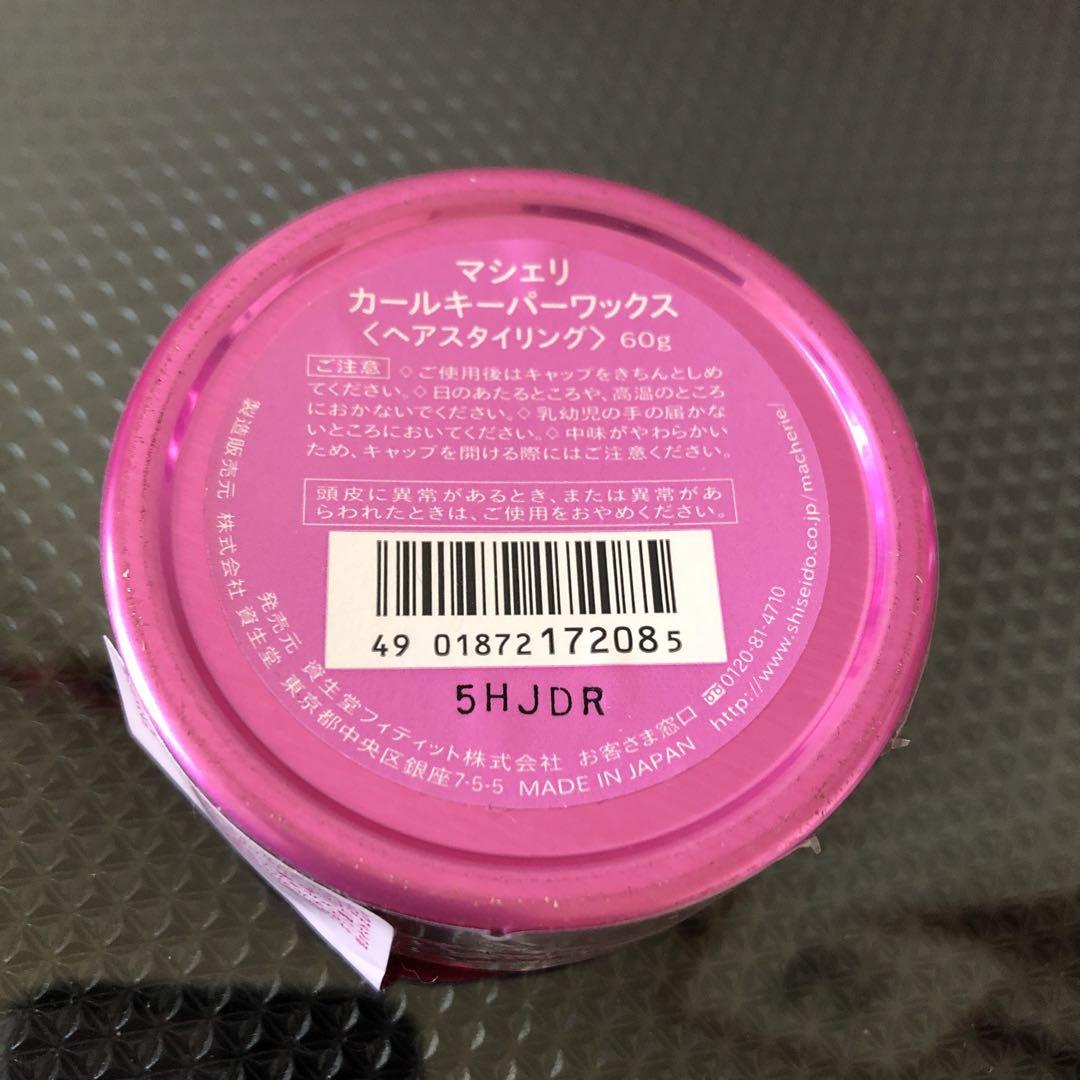 マシェリ
カールキーパーワックス
〈ヘアスタイリング〉 60g
ご注意 ◇ご使用後はキャップをきちんとしめ
てください。◇日のあたるところや、高温のところ
におかないでください。◇乳幼児の手の届かな
いところにおいてください。◇中味がやわらかい
ため、キャップを開ける際にはご注意ください。
頭皮に異常があるとき、または異常があ
らわれたときは、ご使用をおやめください。
49 01872 172085
5HJDR
発売元 資生堂フィティット株式会社 お客さま窓口 0120-81-4710
製造販売元 株式会社 資生堂 東京都中央区銀座7-5-5 MADE IN JAPAN http://www.shiseido.co.jp/macherie/